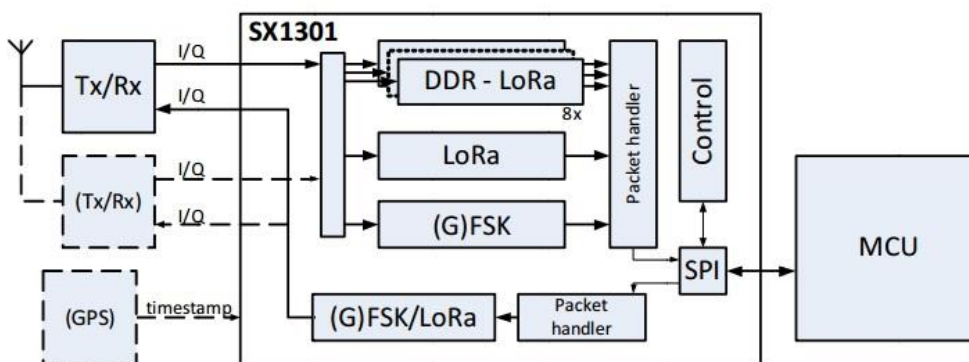 SX1301
I/Q
Tx/Rx
I/Q
DDR - LoRa
8x
Packet handler
Control
LoRa
I/Q
(Tx/Rx)
I/Q
(G)FSK
MCU
SPI
(GPS)
timestamp
(G)FSK/LoRa
Packet
handler